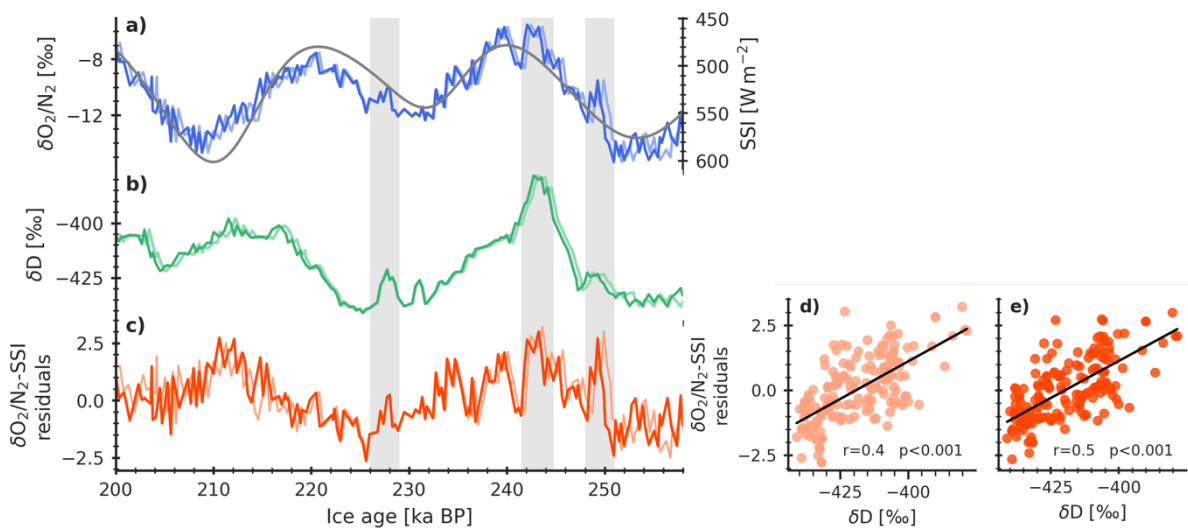 a)
δO₂/N₂ [‰]
−8
−12
450
500
550
600
SSI [W m⁻²]
b)
δD [‰]
−400
−425
c)
δO₂/N₂-SSI
residuals
2.5
0.0
−2.5
200
210
220
230
240
250
Ice age [ka BP]
d)
δO₂/N₂-SSI
residuals
2.5
0.0
−2.5
r=0.4 p<0.001
−425
−400
δD [‰]
e)
r=0.5 p<0.001
−425
−400
δD [‰]